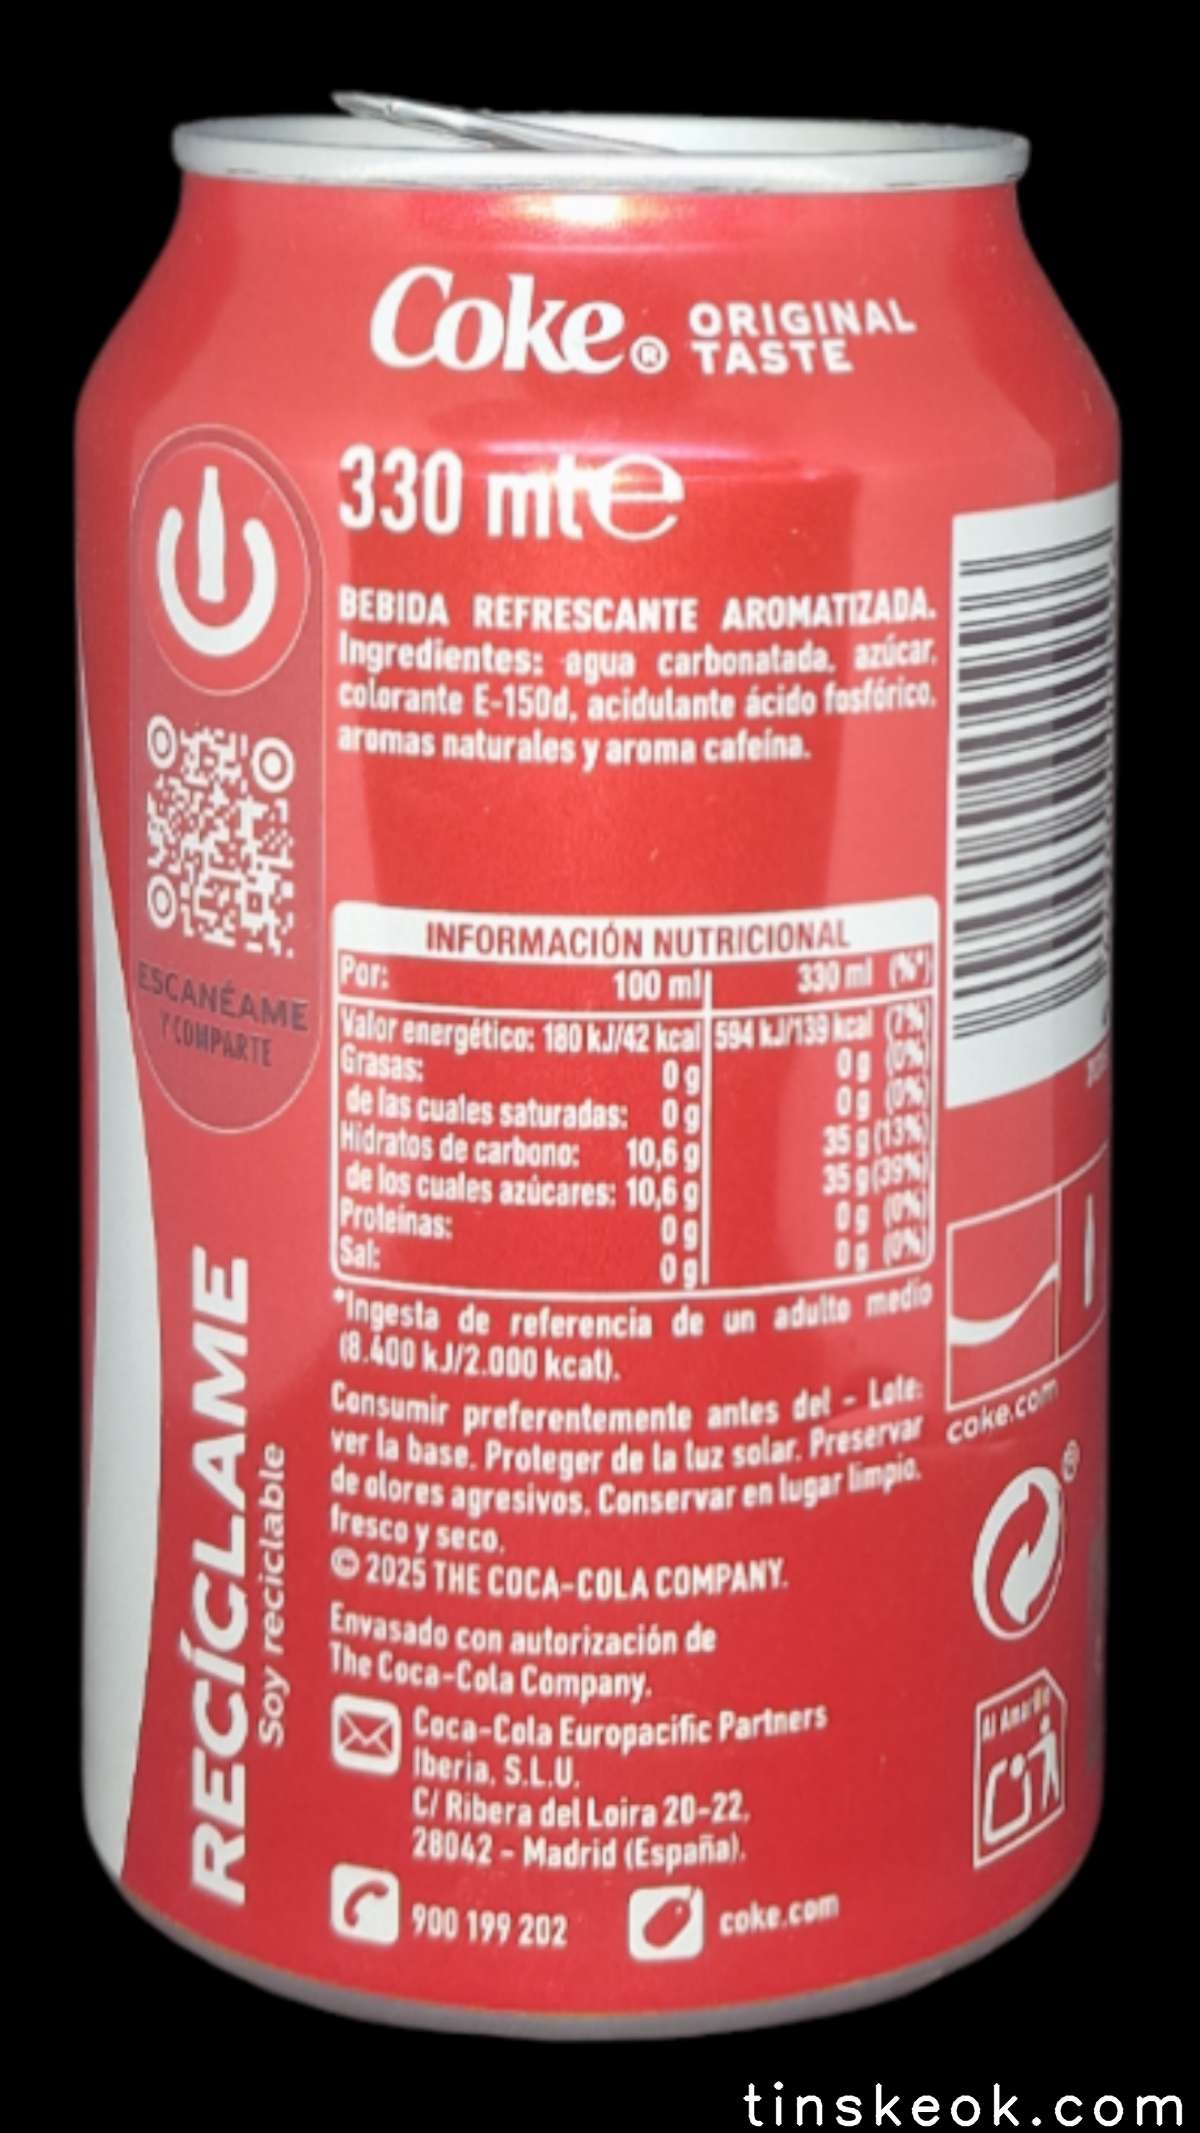 Coke® ORIGINAL
TASTE
330 ml e
BEBIDA REFRESCANTE AROMATIZADA.
Ingredientes: agua carbonatada, azúcar,
colorante E-150d, acidulante ácido fosfórico,
aromas naturales y aroma cafeína.
ESCANÉAME
Y COMPARTE
RECÍCLAME
Soy reciclable
INFORMACIÓN NUTRICIONAL
Por: 100 ml 330 ml (%*)
Valor energético: 180 kJ/42 kcal 594 kJ/139 kcal (7%)
Grasas: 0 g 0 g (0%)
de las cuales saturadas: 0 g 0 g (0%)
Hidratos de carbono: 10,6 g 35 g (13%)
de los cuales azúcares: 10,6 g 35 g (39%)
Proteínas: 0 g 0 g (0%)
Sal: 0 g 0 g (0%)
*Ingesta de referencia de un adulto medio
(8.400 kJ/2.000 kcal).
Consumir preferentemente antes del - Lote:
ver la base. Proteger de la luz solar. Preservar
de olores agresivos. Conservar en lugar limpio,
fresco y seco.
© 2025 THE COCA-COLA COMPANY.
Envasado con autorización de
The Coca-Cola Company.
Coca-Cola Europacific Partners
Iberia, S.L.U.
C/ Ribera del Loira 20-22,
28042 - Madrid (España).
900 199 202 coke.com
coke.com
®
Al Amarillo
tinskeok.com